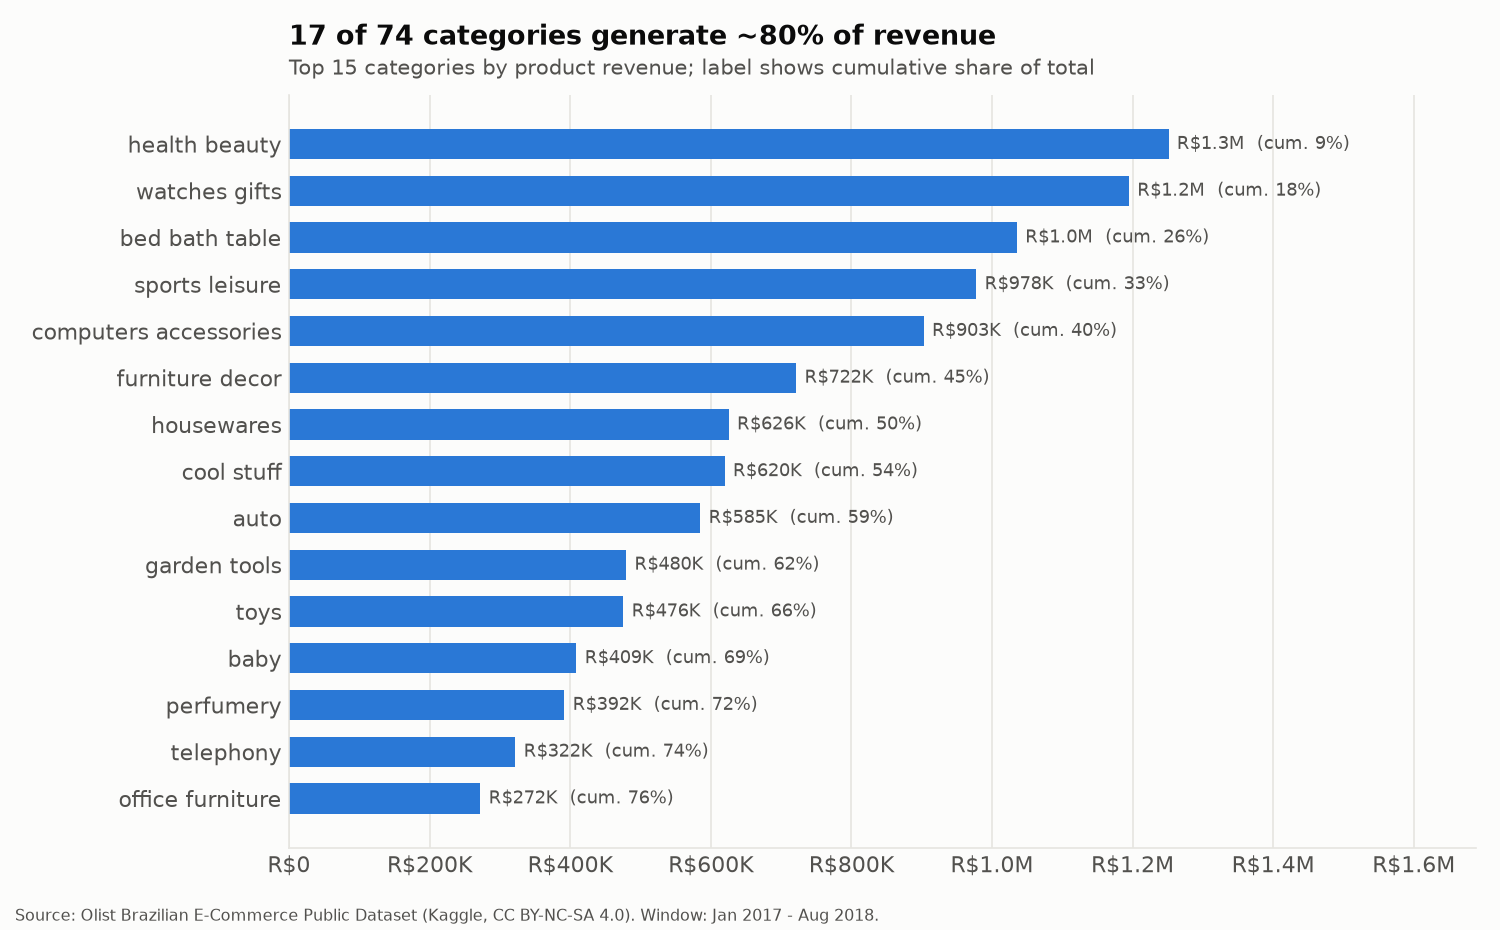 17 of 74 categories generate ~80% of revenue
Top 15 categories by product revenue; label shows cumulative share of total
health beauty R$1.3M (cum. 9%)
watches gifts R$1.2M (cum. 18%)
bed bath table R$1.0M (cum. 26%)
sports leisure R$978K (cum. 33%)
computers accessories R$903K (cum. 40%)
furniture decor R$722K (cum. 45%)
housewares R$626K (cum. 50%)
cool stuff R$620K (cum. 54%)
auto R$585K (cum. 59%)
garden tools R$480K (cum. 62%)
toys R$476K (cum. 66%)
baby R$409K (cum. 69%)
perfumery R$392K (cum. 72%)
telephony R$322K (cum. 74%)
office furniture R$272K (cum. 76%)
R$0 R$200K R$400K R$600K R$800K R$1.0M R$1.2M R$1.4M R$1.6M
Source: Olist Brazilian E-Commerce Public Dataset (Kaggle, CC BY-NC-SA 4.0). Window: Jan 2017 - Aug 2018.